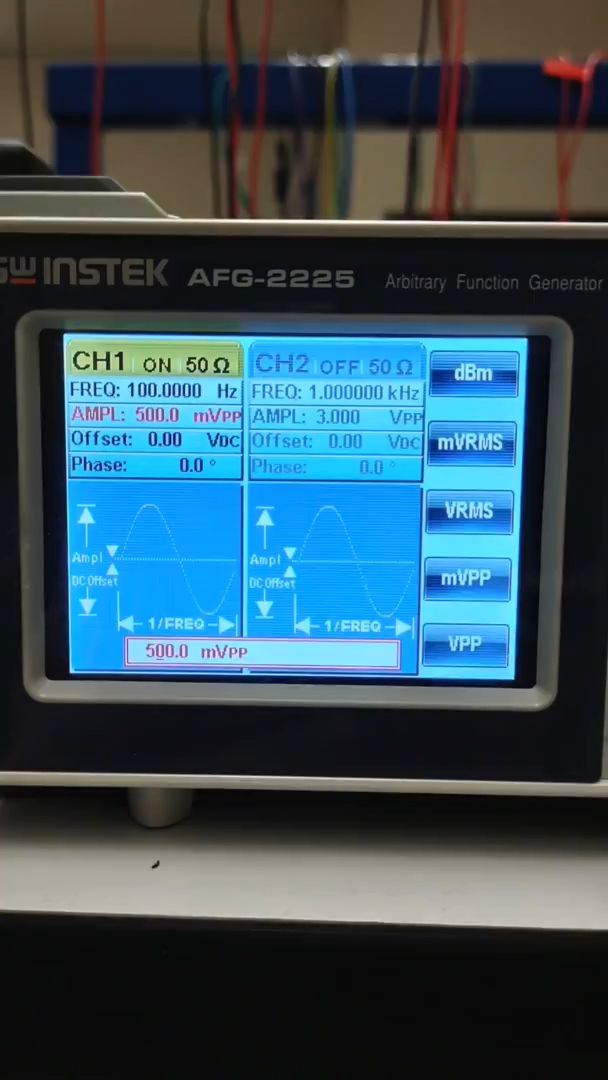 GW INSTEK AFG-2225 Arbitrary Function Generator
CH1 ON 50 Ω
FREQ: 100.0000 Hz
AMPL: 500.0 mVPP
Offset: 0.00 VDC
Phase: 0.0 °
Ampl
DC Offset
1/FREQ
CH2 OFF 50 Ω
FREQ: 1.000000 kHz
AMPL: 3.000 VPP
Offset: 0.00 VDC
Phase: 0.0 °
Ampl
DC Offset
1/FREQ
500.0 mVPP
dBm
mVRMS
VRMS
mVPP
VPP